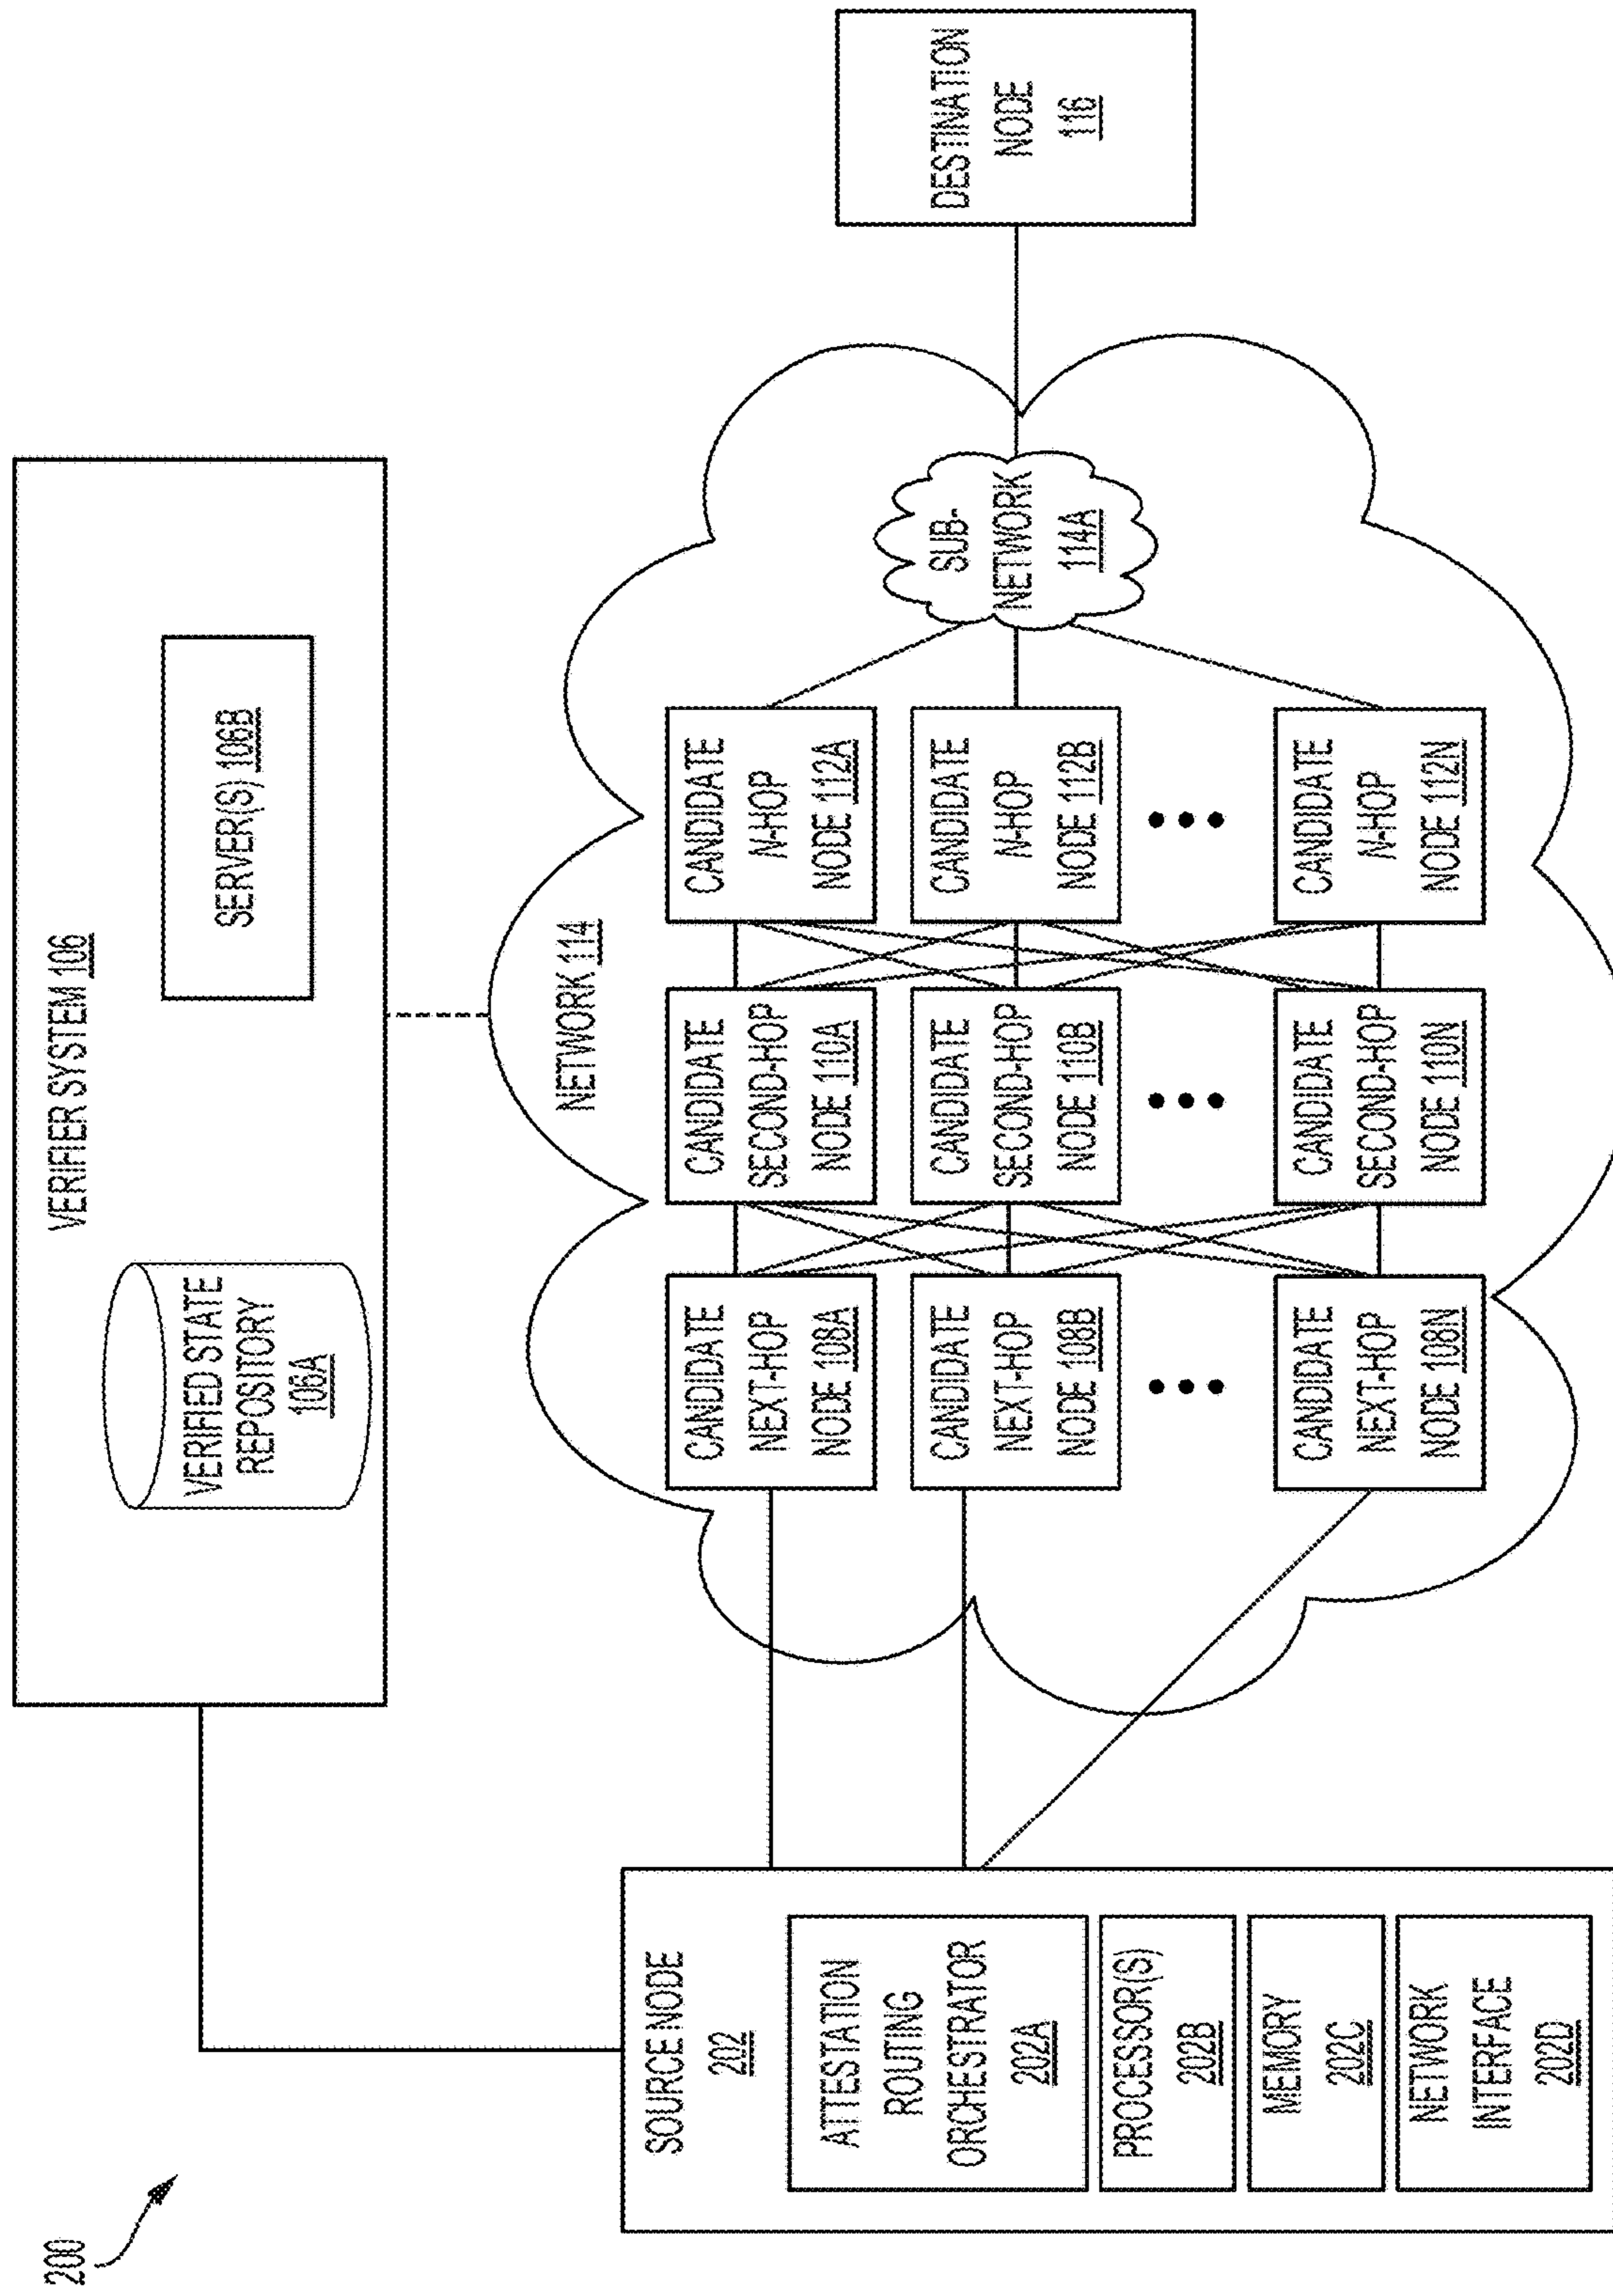 200
VERIFIER SYSTEM 106
VERIFIED STATE
REPOSITORY
106A
SERVER(S) 106B
SOURCE NODE
202
ATTESTATION
ROUTING
ORCHESTRATOR
202A
PROCESSOR(S)
202B
MEMORY
202C
NETWORK
INTERFACE
202D
NETWORK 114
CANDIDATE
NEXT-HOP
NODE 108A
CANDIDATE
SECOND-HOP
NODE 110A
CANDIDATE
N-HOP
NODE 112A
CANDIDATE
NEXT-HOP
NODE 108B
CANDIDATE
SECOND-HOP
NODE 110B
CANDIDATE
N-HOP
NODE 112B
CANDIDATE
NEXT-HOP
NODE 108N
CANDIDATE
SECOND-HOP
NODE 110N
CANDIDATE
N-HOP
NODE 112N
SUB-
NETWORK
114A
DESTINATION
NODE
116